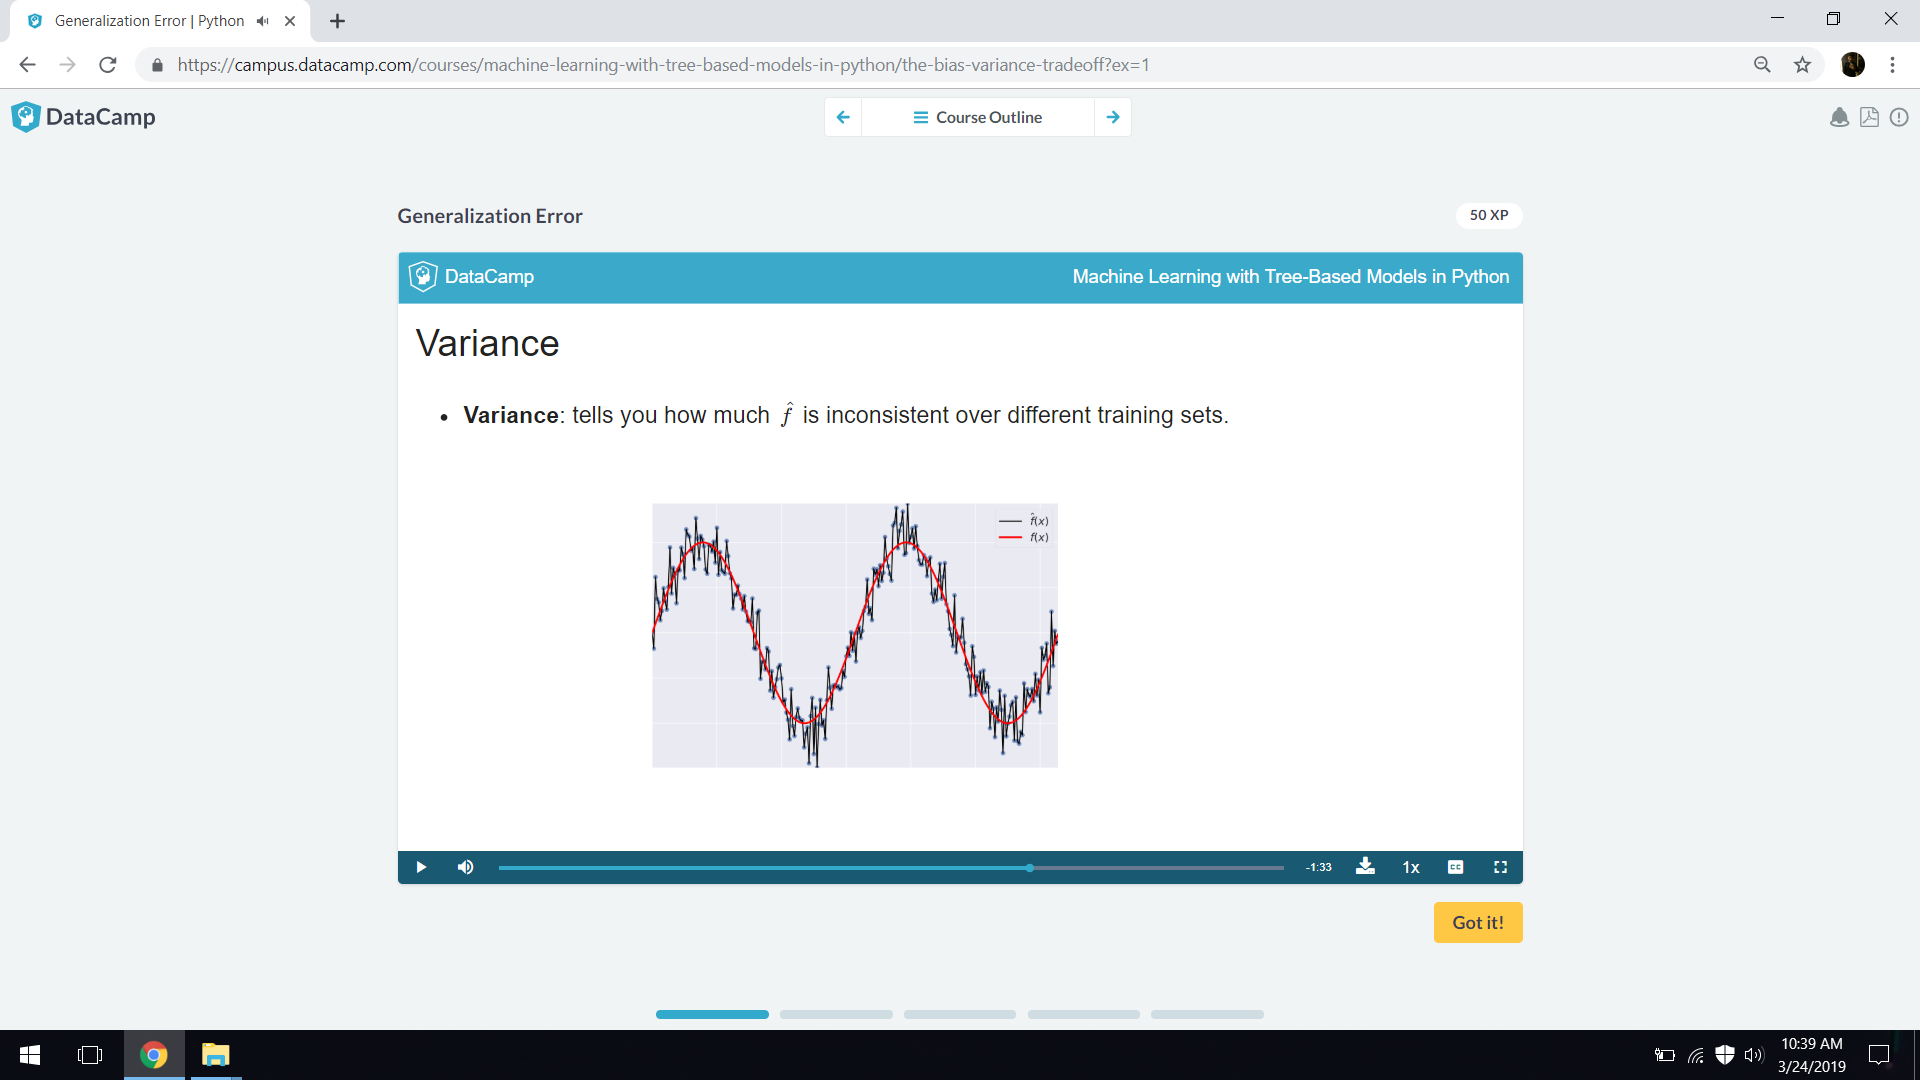 Generalization Error | Python
https://campus.datacamp.com/courses/machine-learning-with-tree-based-models-in-python/the-bias-variance-tradeoff?ex=1
DataCamp
Course Outline
Generalization Error
50 XP
DataCamp
Machine Learning with Tree-Based Models in Python
Variance
• Variance: tells you how much f̂ is inconsistent over different training sets.
f̂(x)
f(x)
-1:33
1x
CC
Got it!
10:39 AM
3/24/2019